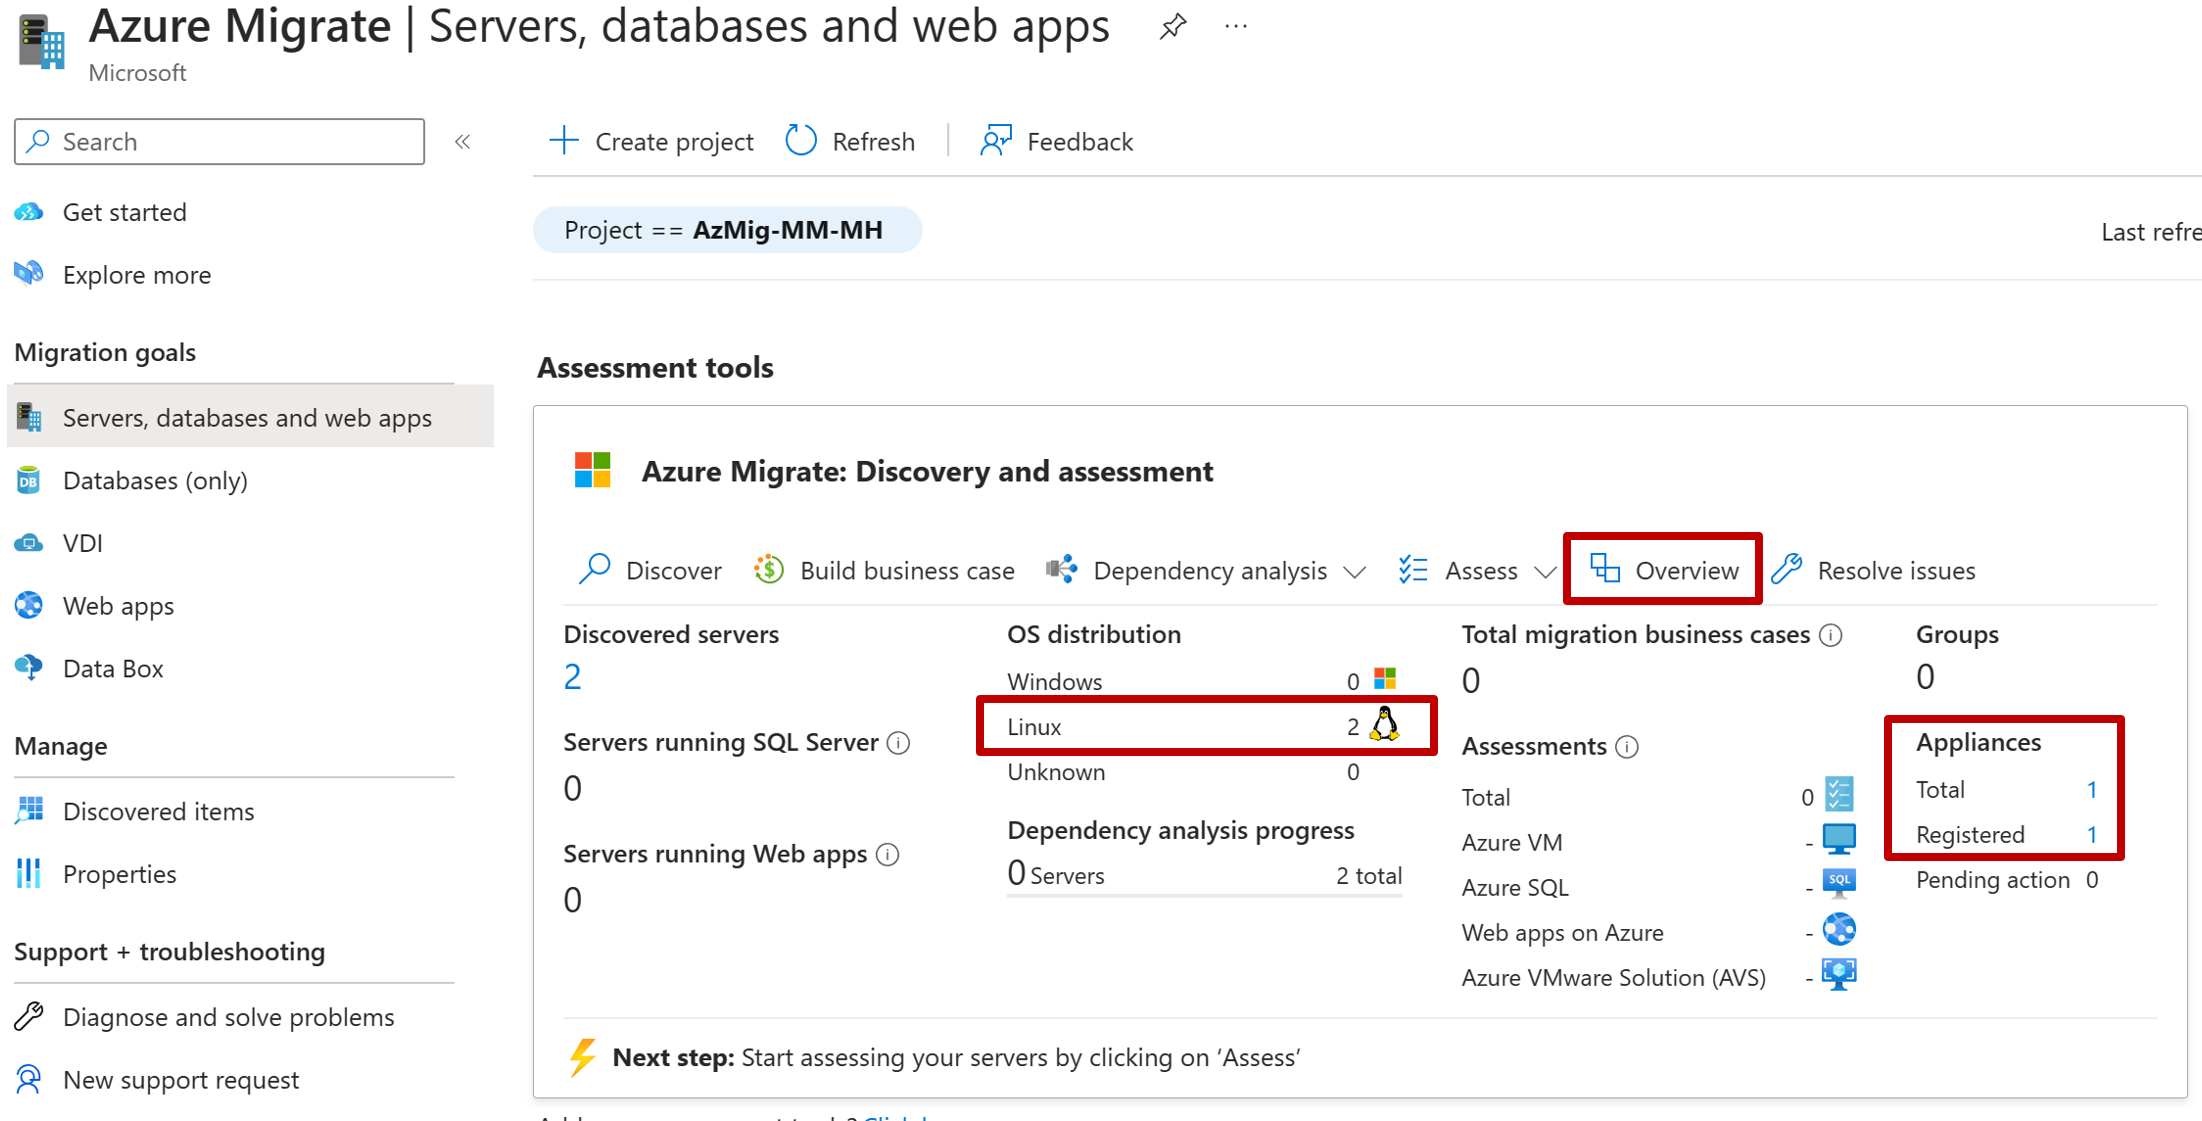 Azure Migrate | Servers, databases and web apps
Microsoft
Search
Get started
Explore more
Migration goals
Servers, databases and web apps
Databases (only)
VDI
Web apps
Data Box
Manage
Discovered items
Properties
Support + troubleshooting
Diagnose and solve problems
New support request
Create project Refresh Feedback
Project == AzMig-MM-MH
Last refre
Assessment tools
Azure Migrate: Discovery and assessment
Discover Build business case Dependency analysis Assess Overview Resolve issues
Discovered servers
2
Servers running SQL Server
0
Servers running Web apps
0
OS distribution
Windows 0
Linux 2
Unknown 0
Dependency analysis progress
0 Servers 2 total
Total migration business cases
0
Assessments
Total 0
Azure VM -
Azure SQL - SQL
Web apps on Azure -
Azure VMware Solution (AVS) -
Groups
0
Appliances
Total 1
Registered 1
Pending action 0
Next step: Start assessing your servers by clicking on ‘Assess’